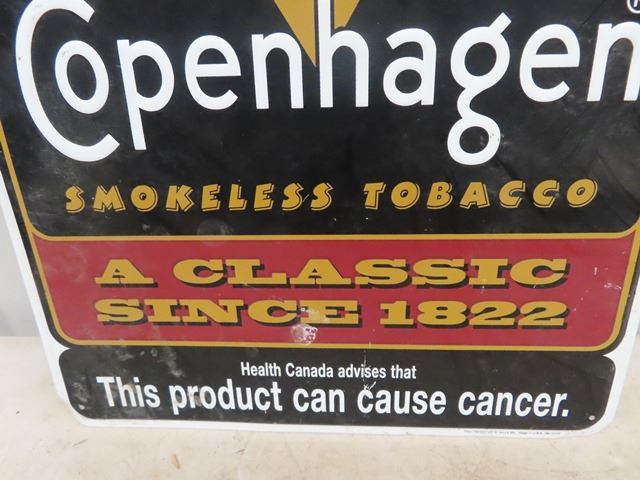 Copenhagen
SMOKELESS TOBACCO
A CLASSIC
SINCE 1822
Health Canada advises that
This product can cause cancer.